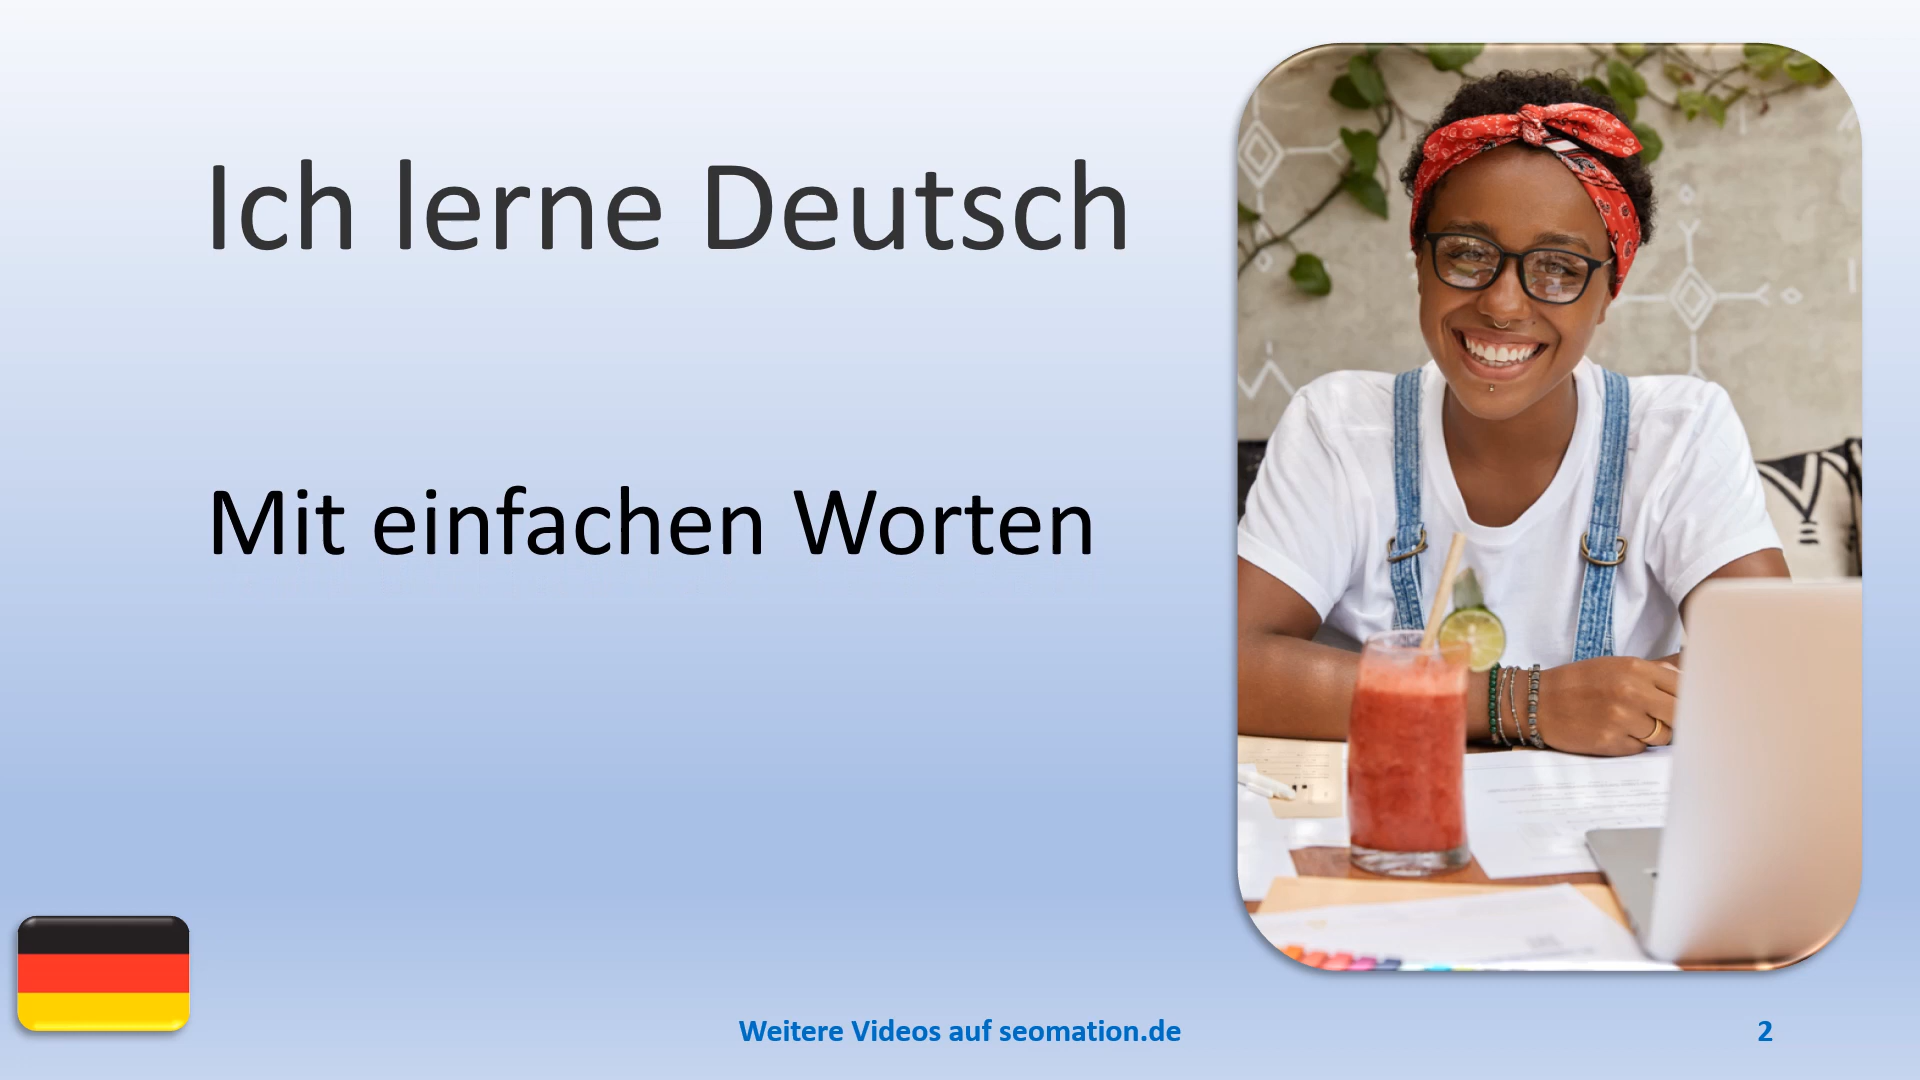 Ich lerne Deutsch
Mit einfachen Worten
Weitere Videos auf seomation.de
2